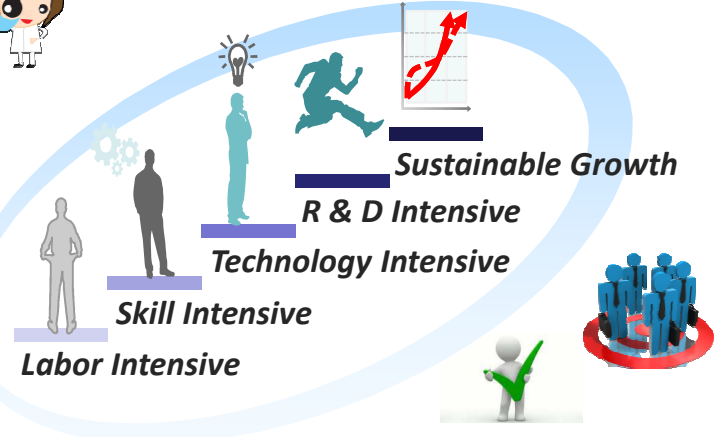 Sustainable Growth
R & D Intensive
Technology Intensive
Skill Intensive
Labor Intensive